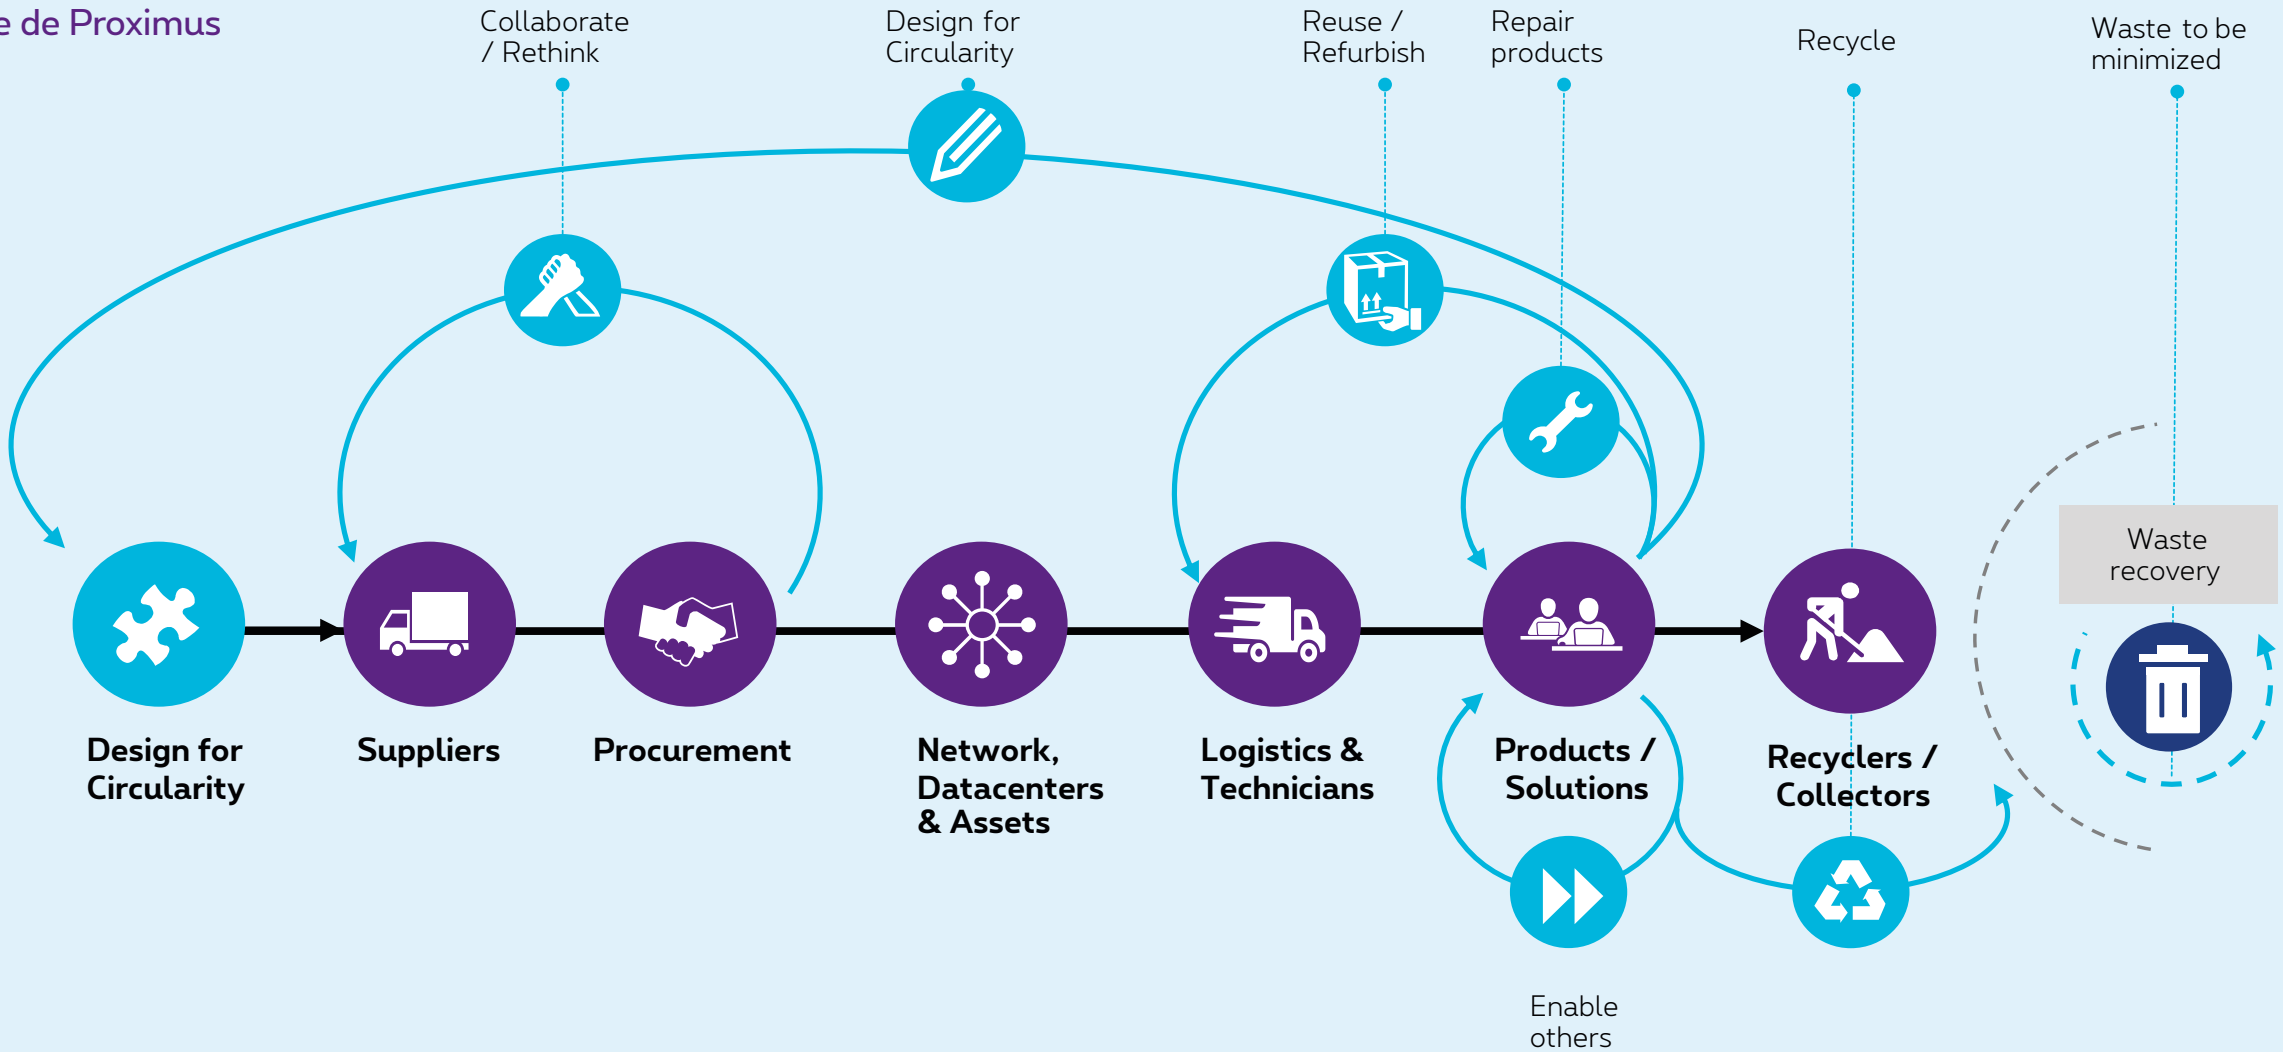 e de Proximus
Collaborate
/ Rethink
Design for
Circularity
Reuse /
Refurbish
Repair
products
Recycle
Waste to be
minimized
Waste
recovery
Design for
Circularity
Suppliers
Procurement
Network,
Datacenters
& Assets
Logistics &
Technicians
Products /
Solutions
Recyclers /
Collectors
Enable
others